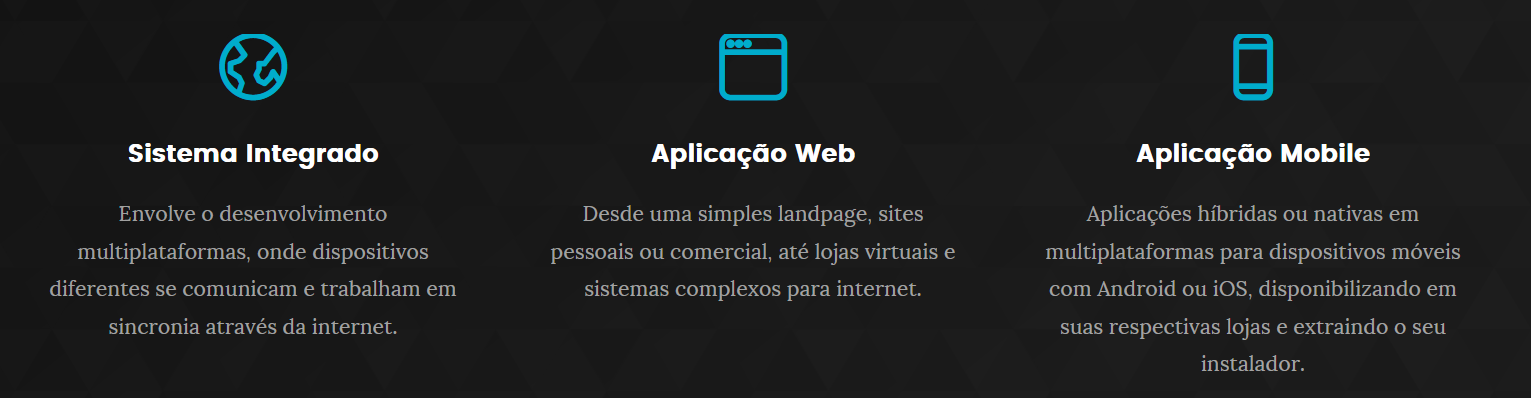 Sistema Integrado
Envolve o desenvolvimento
multiplataformas, onde dispositivos
diferentes se comunicam e trabalham em
sincronia através da internet.
Aplicação Web
Desde uma simples landpage, sites
pessoais ou comercial, até lojas virtuais e
sistemas complexos para internet.
Aplicação Mobile
Aplicações híbridas ou nativas em
multiplataformas para dispositivos móveis
com Android ou iOS, disponibilizando em
suas respectivas lojas e extraindo o seu
instalador.